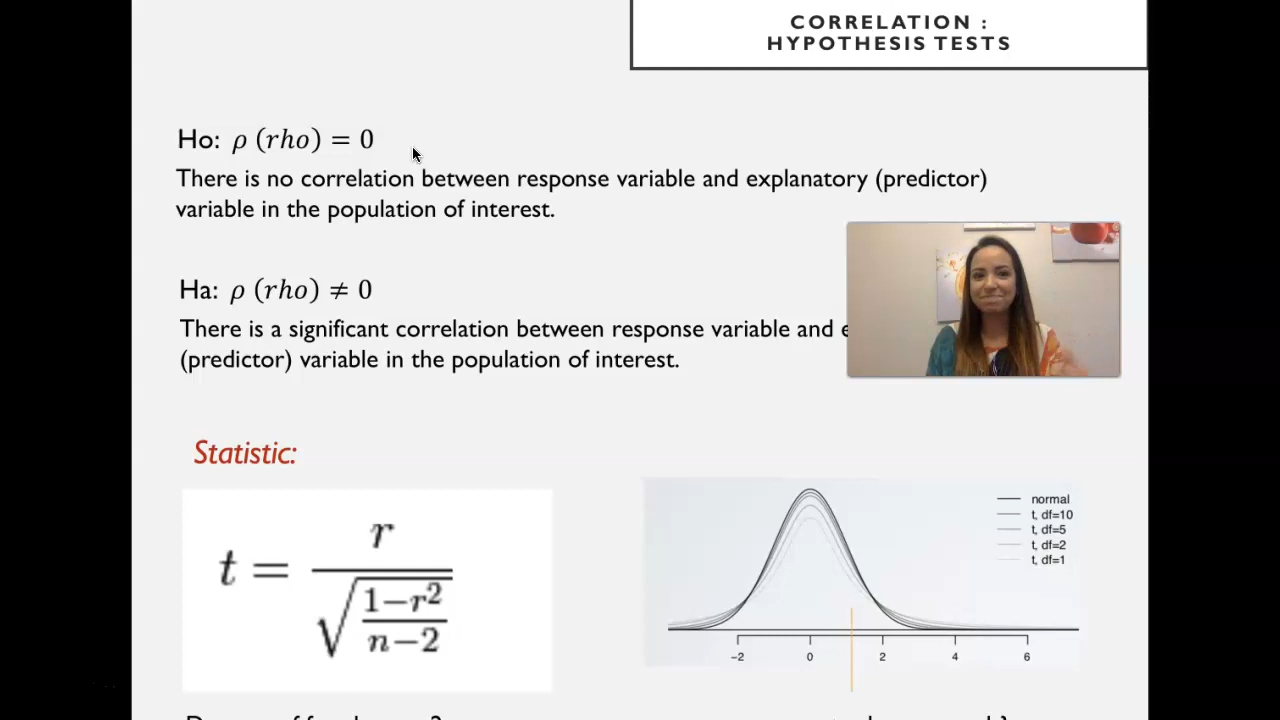 CORRELATION :
HYPOTHESIS TESTS
Ho: ρ (rho) = 0
There is no correlation between response variable and explanatory (predictor)
variable in the population of interest.
Ha: ρ (rho) ≠ 0
There is a significant correlation between response variable and
(predictor) variable in the population of interest.
Statistic:
t = r / √((1−r²)/(n−2))
normal
t, df=10
t, df=5
t, df=2
t, df=1
−2 0 2 4 6